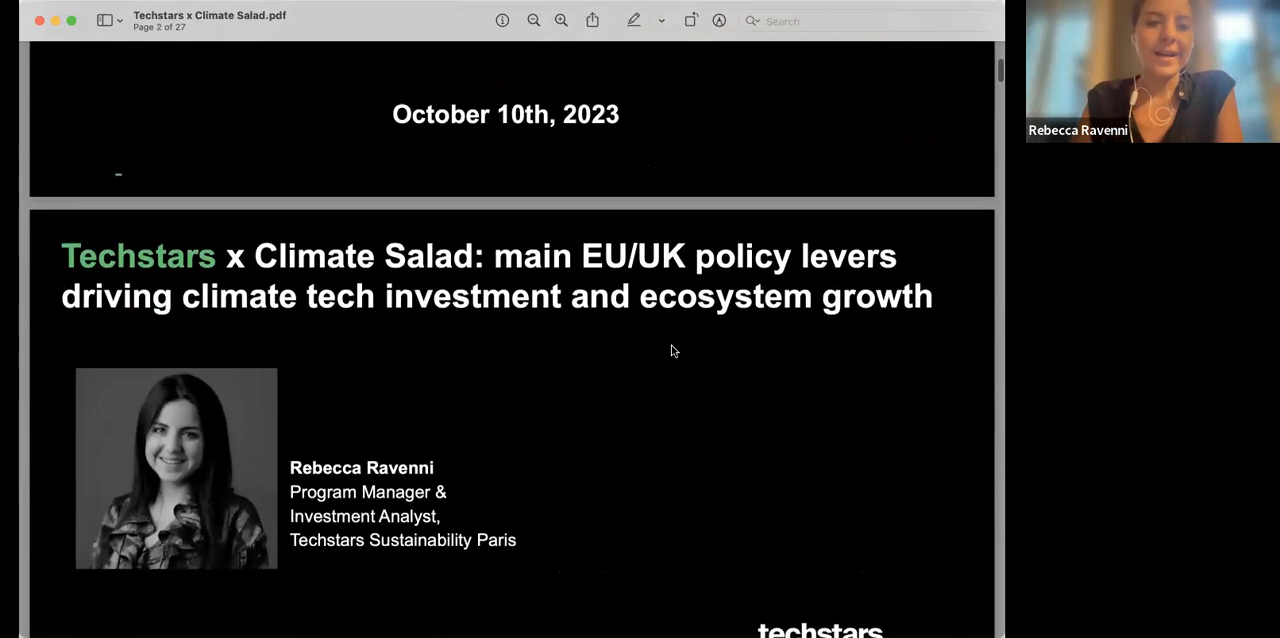 Techstars x Climate Salad.pdf
Page 2 of 27
Search
October 10th, 2023
Techstars x Climate Salad: main EU/UK policy levers
driving climate tech investment and ecosystem growth
Rebecca Ravenni
Program Manager &
Investment Analyst,
Techstars Sustainability Paris
techstars
Rebecca Ravenni